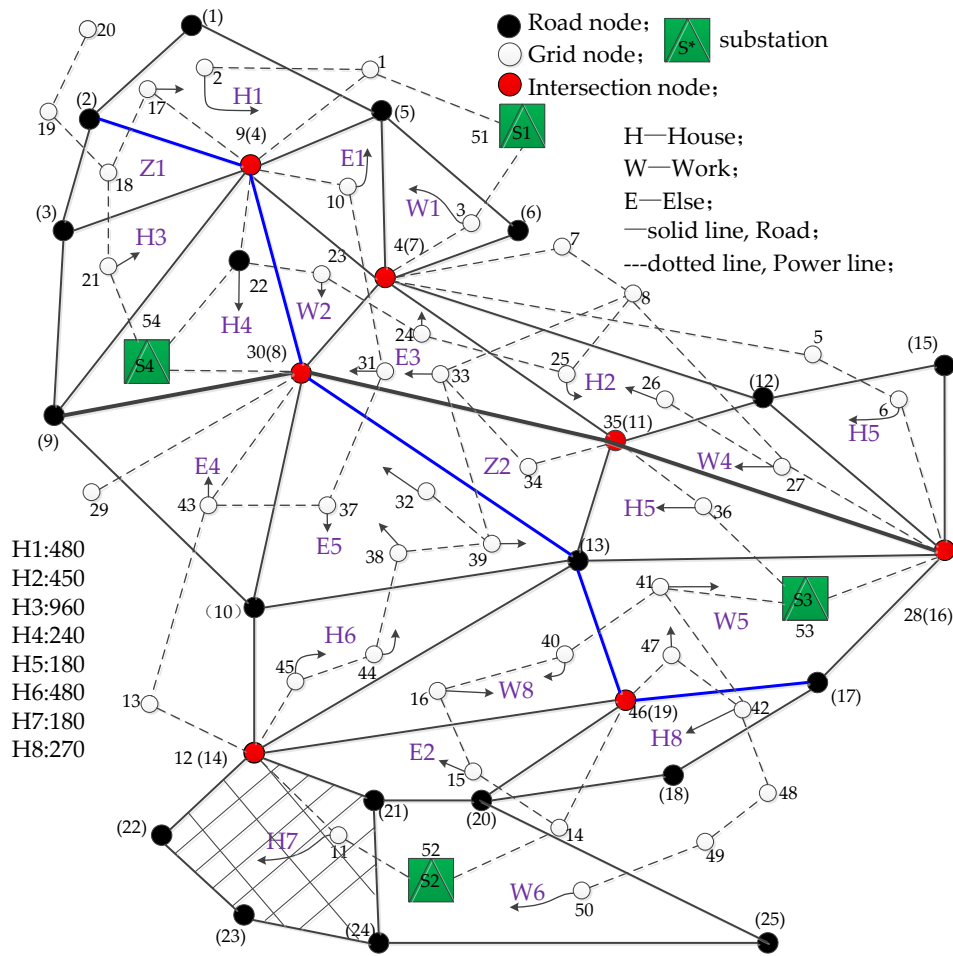 (1)
20
Road node；
Grid node；
S*
substation
Intersection node；
1
2
H1
(2)
17
(5)
19
9(4)
51
S1
H—House；
W—Work；
E—Else；
—solid line, Road；
---dotted line, Power line；
Z1
18
E1
10
W1
3
(3)
(6)
H3
21
4(7)
7
23
22
W2
8
54
H4
24
5
(15)
S4
30(8)
31
E3
33
25
H2
26
(12)
6
H5
(9)
35(11)
W4
27
Z2
34
E4
29
43
32
37
H5
36
E5
38
39
(13)
H1:480
H2:450
H3:960
H4:240
H5:180
H6:480
H7:180
H8:270
（10）
41
S3
W5
53
28(16)
H6
45
44
40
47
13
16
W8
46(19)
42
(17)
H8
12 (14)
E2
15
(18)
48
(21)
(20)
(22)
14
H7
11
52
49
S2
W6
50
(23)
(24)
(25)